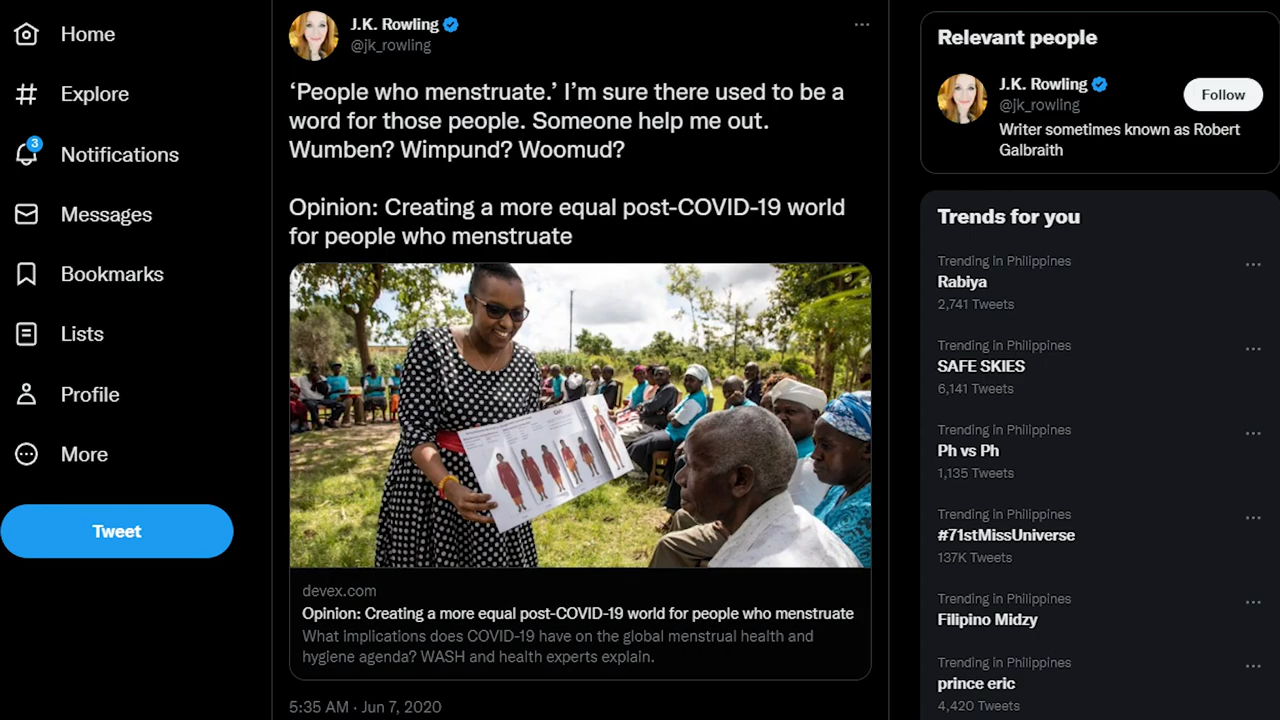 Home
Explore
3
Notifications
Messages
Bookmarks
Lists
Profile
More
Tweet
J.K. Rowling
@jk_rowling
‘People who menstruate.’ I’m sure there used to be a
word for those people. Someone help me out.
Wumben? Wimpund? Woomud?
Opinion: Creating a more equal post-COVID-19 world
for people who menstruate
devex.com
Opinion: Creating a more equal post-COVID-19 world for people who menstruate
What implications does COVID-19 have on the global menstrual health and
hygiene agenda? WASH and health experts explain.
5:35 AM · Jun 7, 2020
Relevant people
J.K. Rowling
@jk_rowling
Follow
Writer sometimes known as Robert
Galbraith
Trends for you
Trending in Philippines
Rabiya
2,741 Tweets
Trending in Philippines
SAFE SKIES
6,141 Tweets
Trending in Philippines
Ph vs Ph
1,135 Tweets
Trending in Philippines
#71stMissUniverse
137K Tweets
Trending in Philippines
Filipino Midzy
Trending in Philippines
prince eric
4,420 Tweets